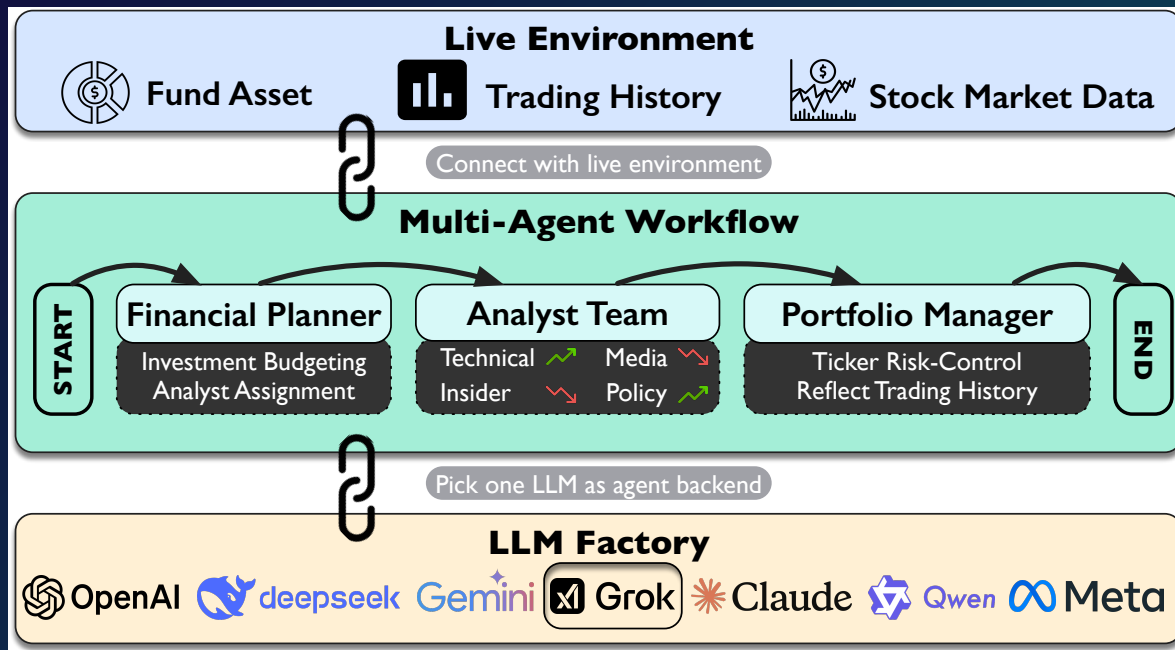 Live Environment
Fund Asset
Trading History
Stock Market Data
Connect with live environment
Multi-Agent Workflow
START
Financial Planner
Investment Budgeting
Analyst Assignment
Analyst Team
Technical
Media
Insider
Policy
Portfolio Manager
Ticker Risk-Control
Reflect Trading History
END
Pick one LLM as agent backend
LLM Factory
OpenAI
deepseek
Gemini
Grok
Claude
Qwen
Meta